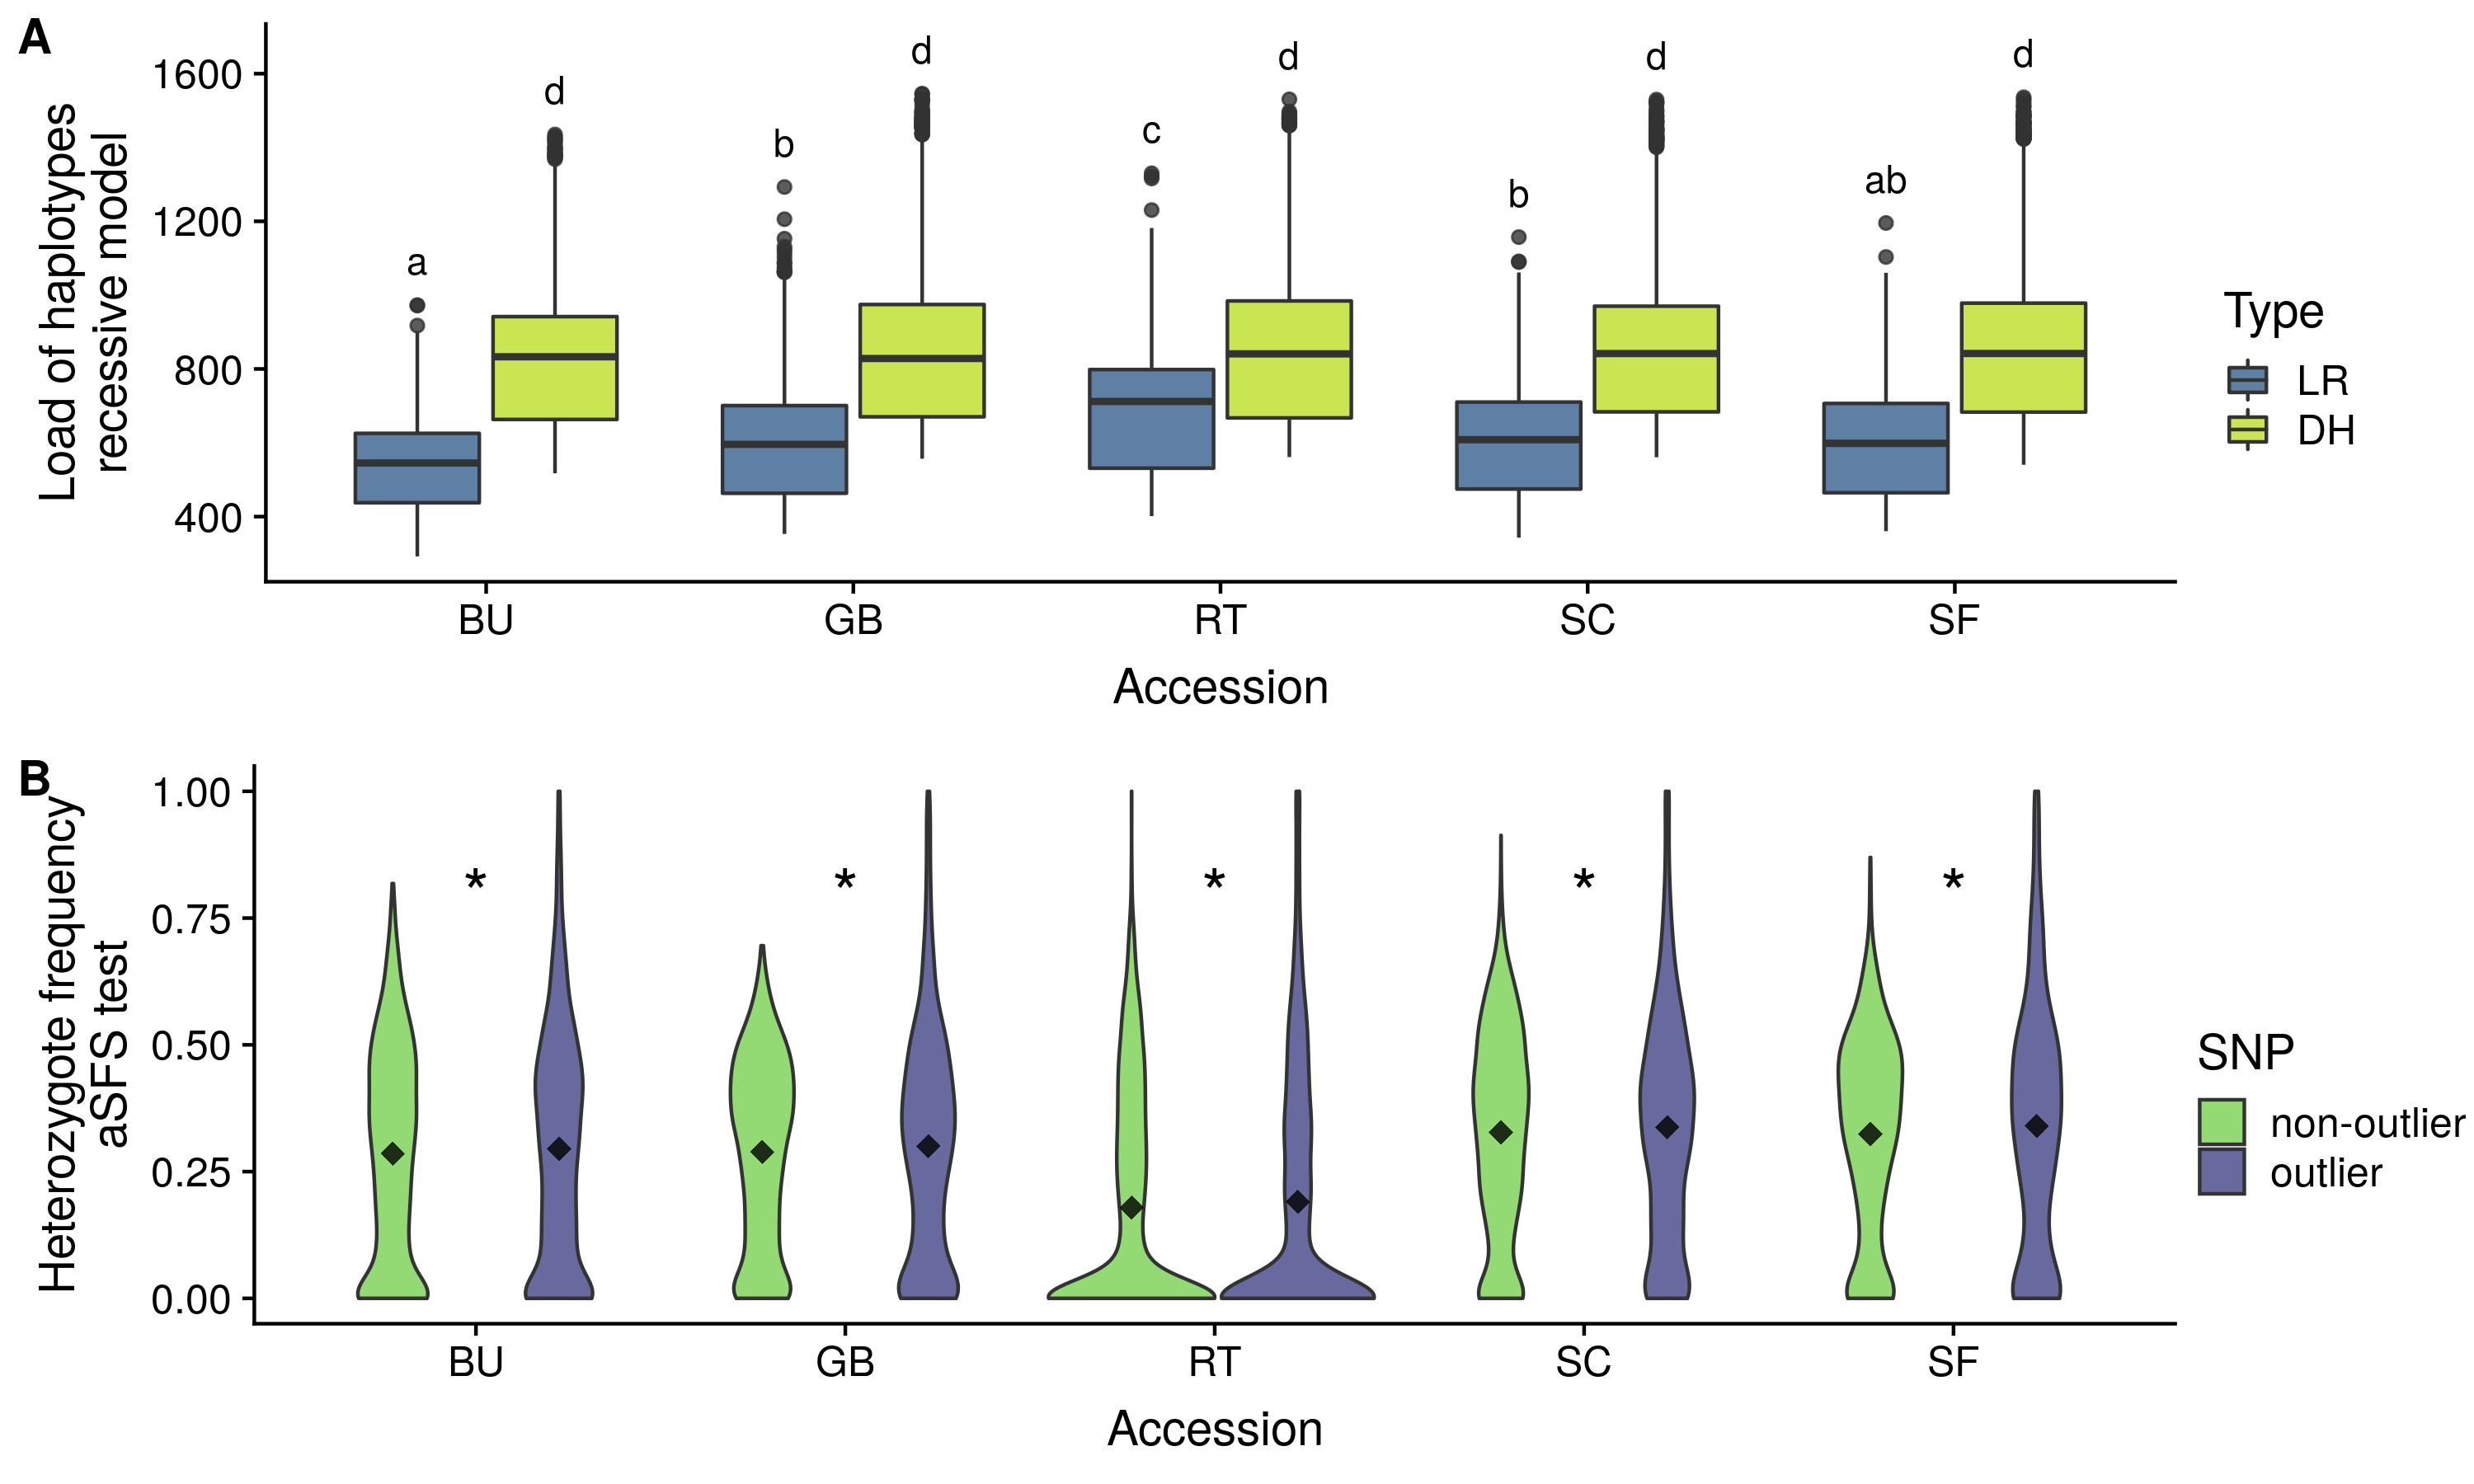 A
Load of haplotypes
recessive model
1600
1200
800
400
a
d
b
d
c
d
b
d
ab
d
BU
GB
RT
SC
SF
Accession
Type
LR
DH
B
Heterozygote frequency
aSFS test
1.00
0.75
0.50
0.25
0.00
*
*
*
*
*
BU
GB
RT
SC
SF
Accession
SNP
non-outlier
outlier